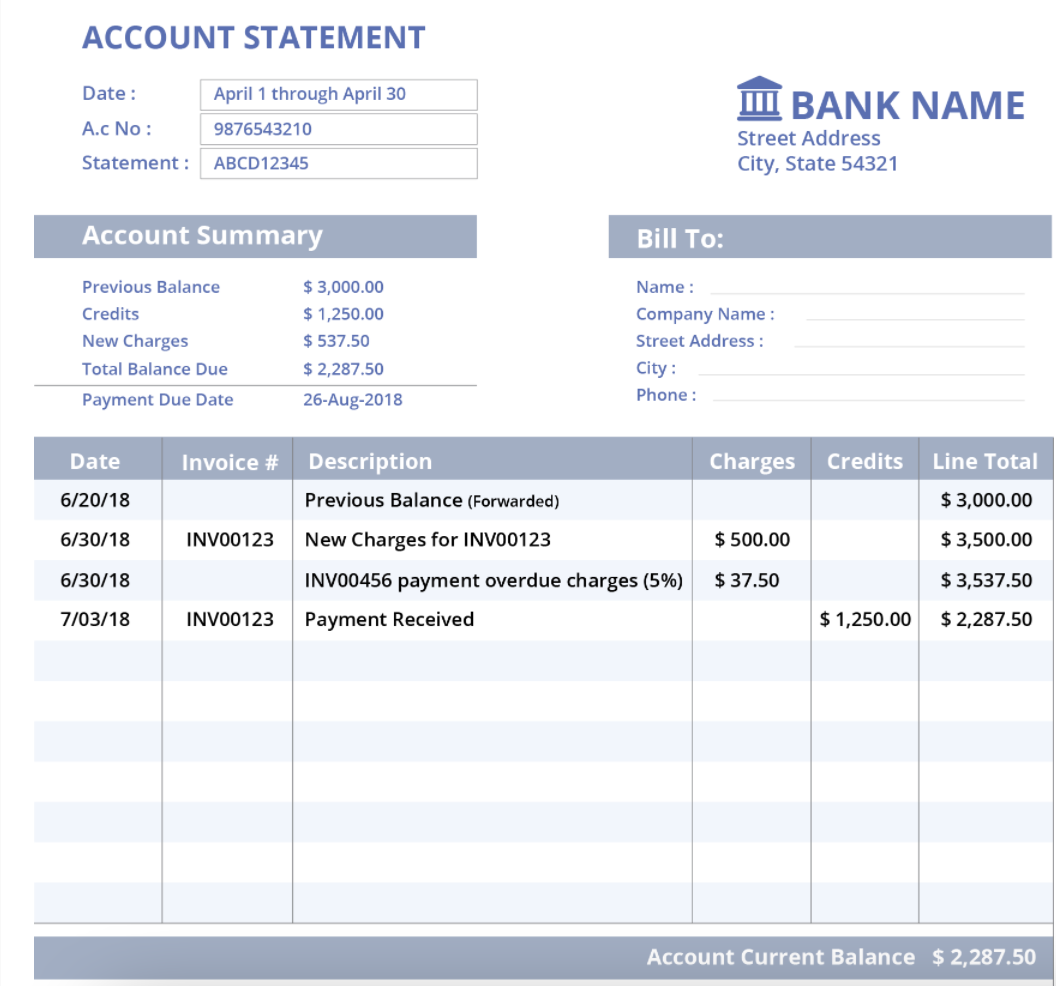 ACCOUNT STATEMENT
Date : April 1 through April 30
A.c No : 9876543210
Statement : ABCD12345
BANK NAME
Street Address
City, State 54321
Account Summary
Previous Balance $ 3,000.00
Credits $ 1,250.00
New Charges $ 537.50
Total Balance Due $ 2,287.50
Payment Due Date 26-Aug-2018
Bill To:
Name :
Company Name :
Street Address :
City :
Phone :
Date Invoice # Description Charges Credits Line Total
6/20/18 Previous Balance (Forwarded) $ 3,000.00
6/30/18 INV00123 New Charges for INV00123 $ 500.00 $ 3,500.00
6/30/18 INV00456 payment overdue charges (5%) $ 37.50 $ 3,537.50
7/03/18 INV00123 Payment Received $ 1,250.00 $ 2,287.50
Account Current Balance $ 2,287.50